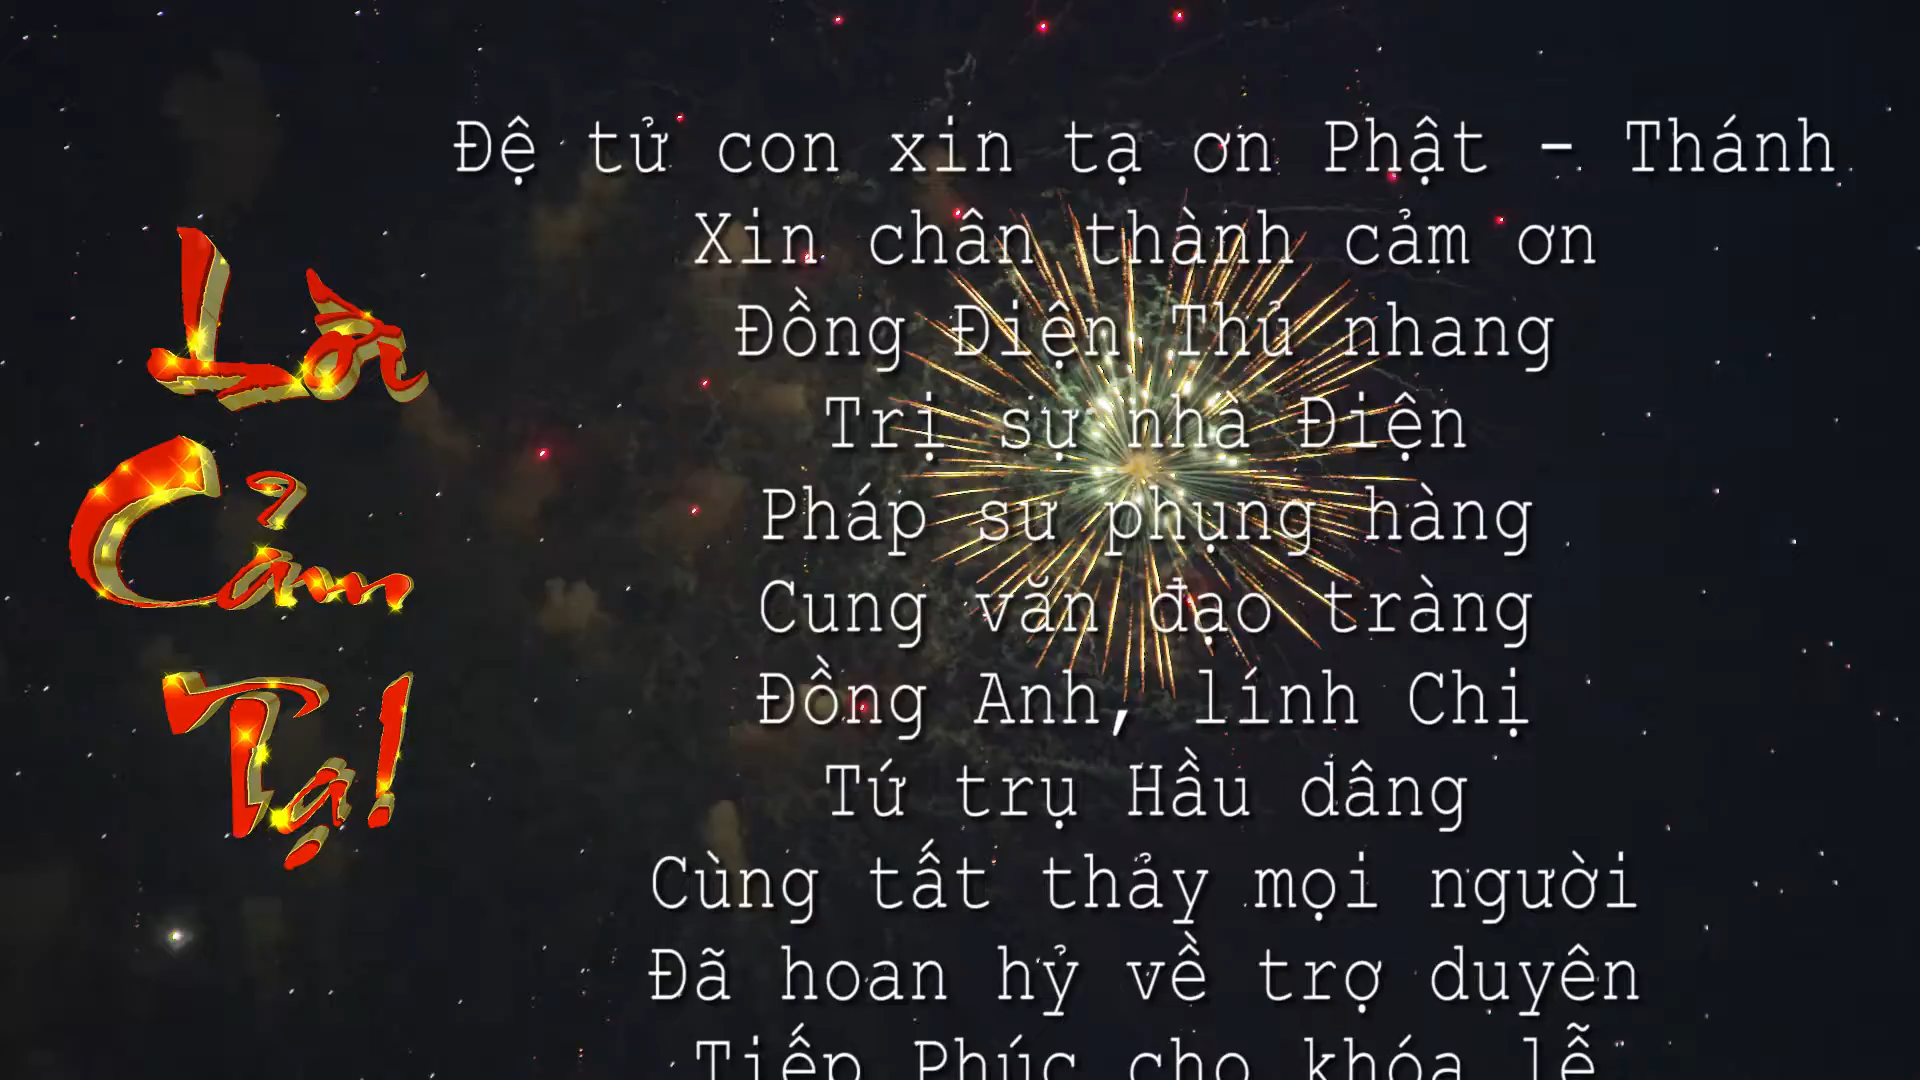 Lời
Cảm
Tạ!
Đệ tử con xin tạ ơn Phật - Thánh
Xin chân thành cảm ơn
Đồng Điện Thủ nhang
Trị sự nhà Điện
Pháp sư phụng hàng
Cung văn đạo tràng
Đồng Anh, lính Chị
Tứ trụ Hầu dâng
Cùng tất thảy mọi người
Đã hoan hỷ về trợ duyên
Tiếp Phúc cho khóa lễ